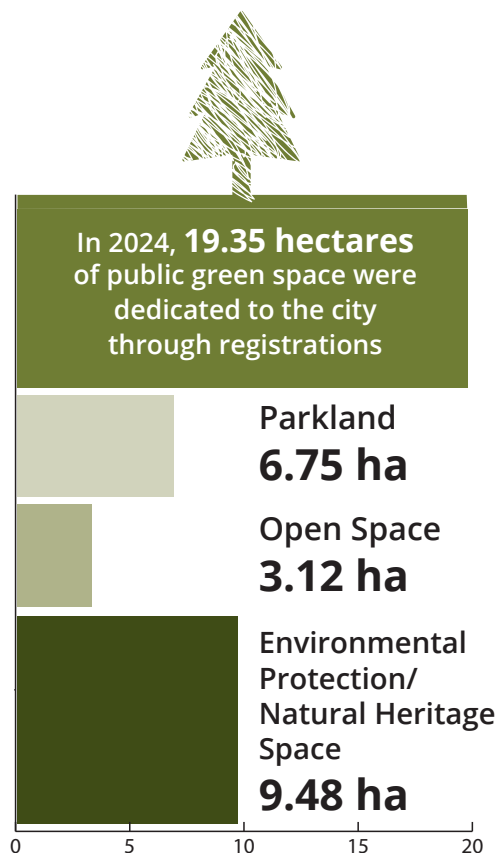 In 2024, 19.35 hectares
of public green space were
dedicated to the city
through registrations
Parkland
6.75 ha
Open Space
3.12 ha
Environmental
Protection/
Natural Heritage
Space
9.48 ha
0 5 10 15 20